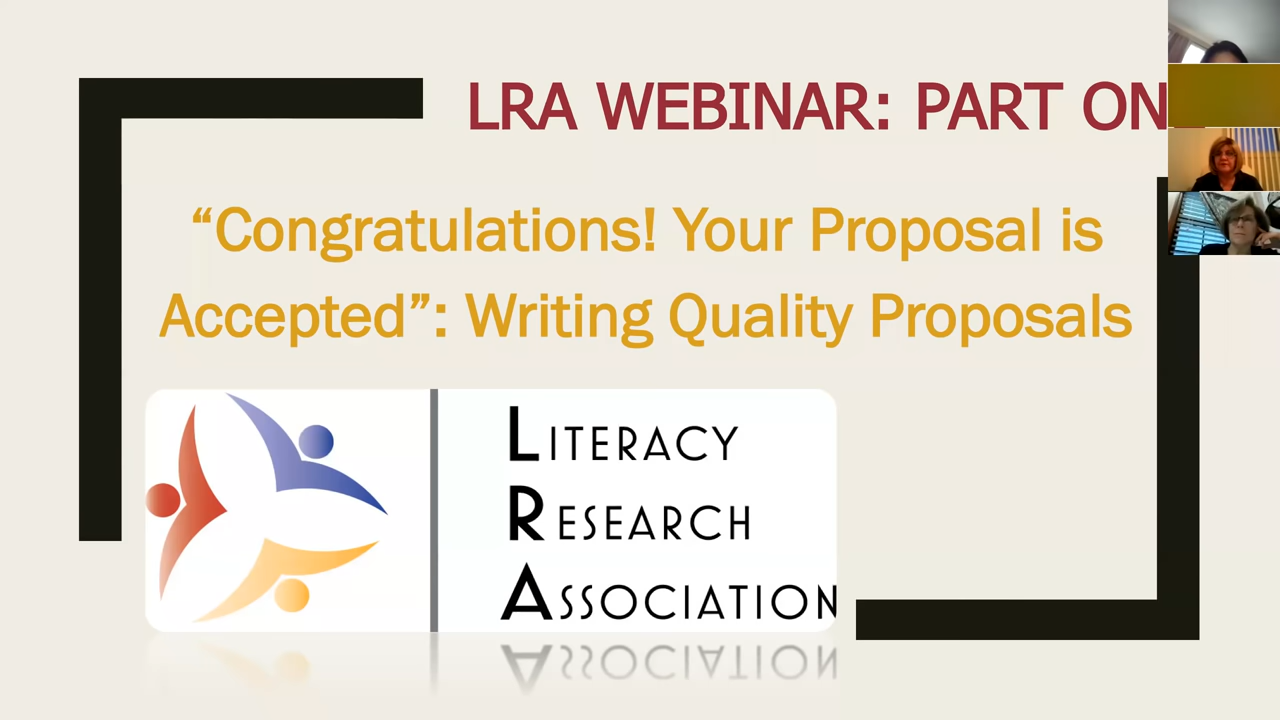 LRA WEBINAR: PART ON
“Congratulations! Your Proposal is
Accepted”: Writing Quality Proposals
LITERACY
RESEARCH
ASSOCIATION